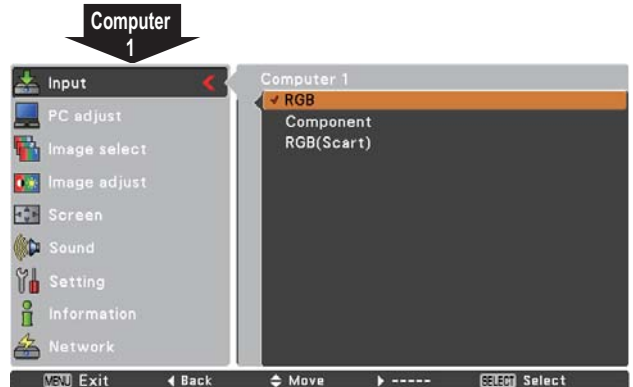 Computer
1
Input
PC adjust
Image select
Image adjust
Screen
Sound
Setting
Information
Network
Computer 1
✓ RGB
Component
RGB(Scart)
MENU Exit ◀ Back ◆ Move ▶ ----- SELECT Select